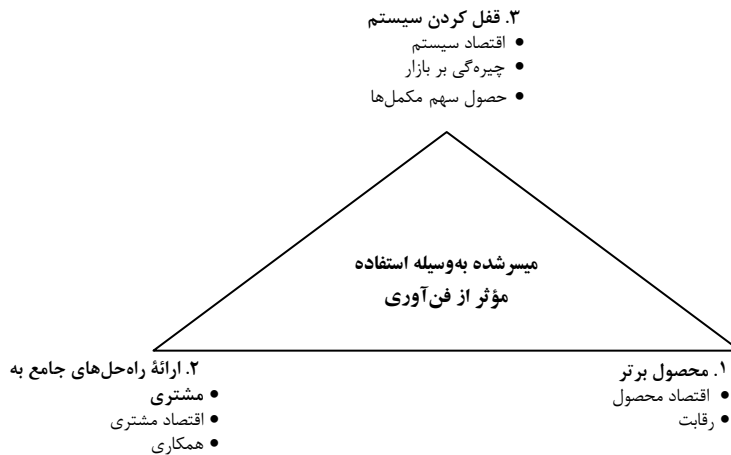 ۳. قفل کردن سیستم
• اقتصاد سیستم
• چیره‌گی بر بازار
• حصول سهم مکمل‌ها
میسرشده به‌وسیله استفاده
مؤثر از فن‌آوری
۲. ارائهٔ راه‌حل‌های جامع به
• مشتری
• اقتصاد مشتری
• همکاری
۱. محصول برتر
• اقتصاد محصول
• رقابت